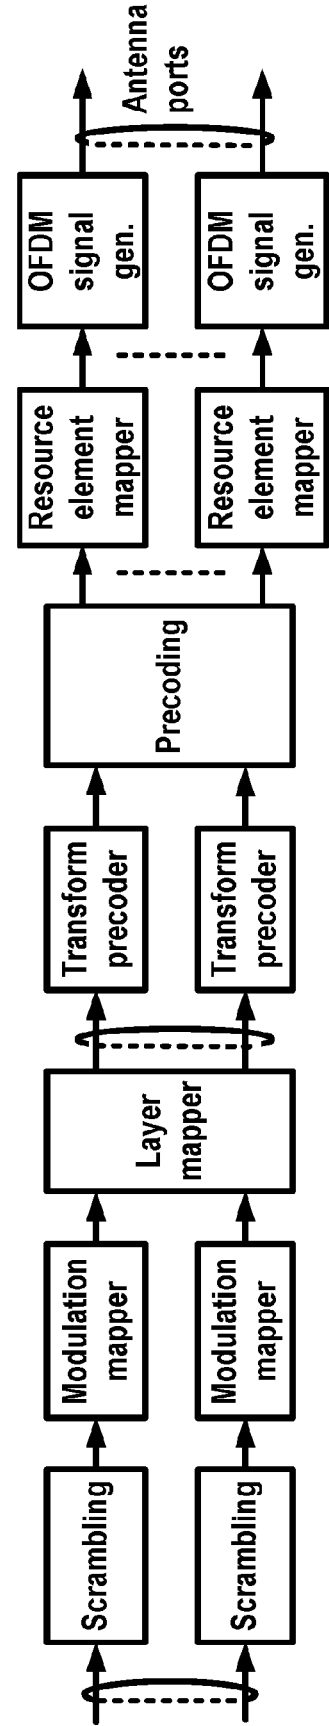 Scrambling
Modulation
mapper
Layer
mapper
Transform
precoder
Precoding
Resource
element
mapper
OFDM
signal
gen.
Antenna
ports
Scrambling
Modulation
mapper
Transform
precoder
Resource
element
mapper
OFDM
signal
gen.